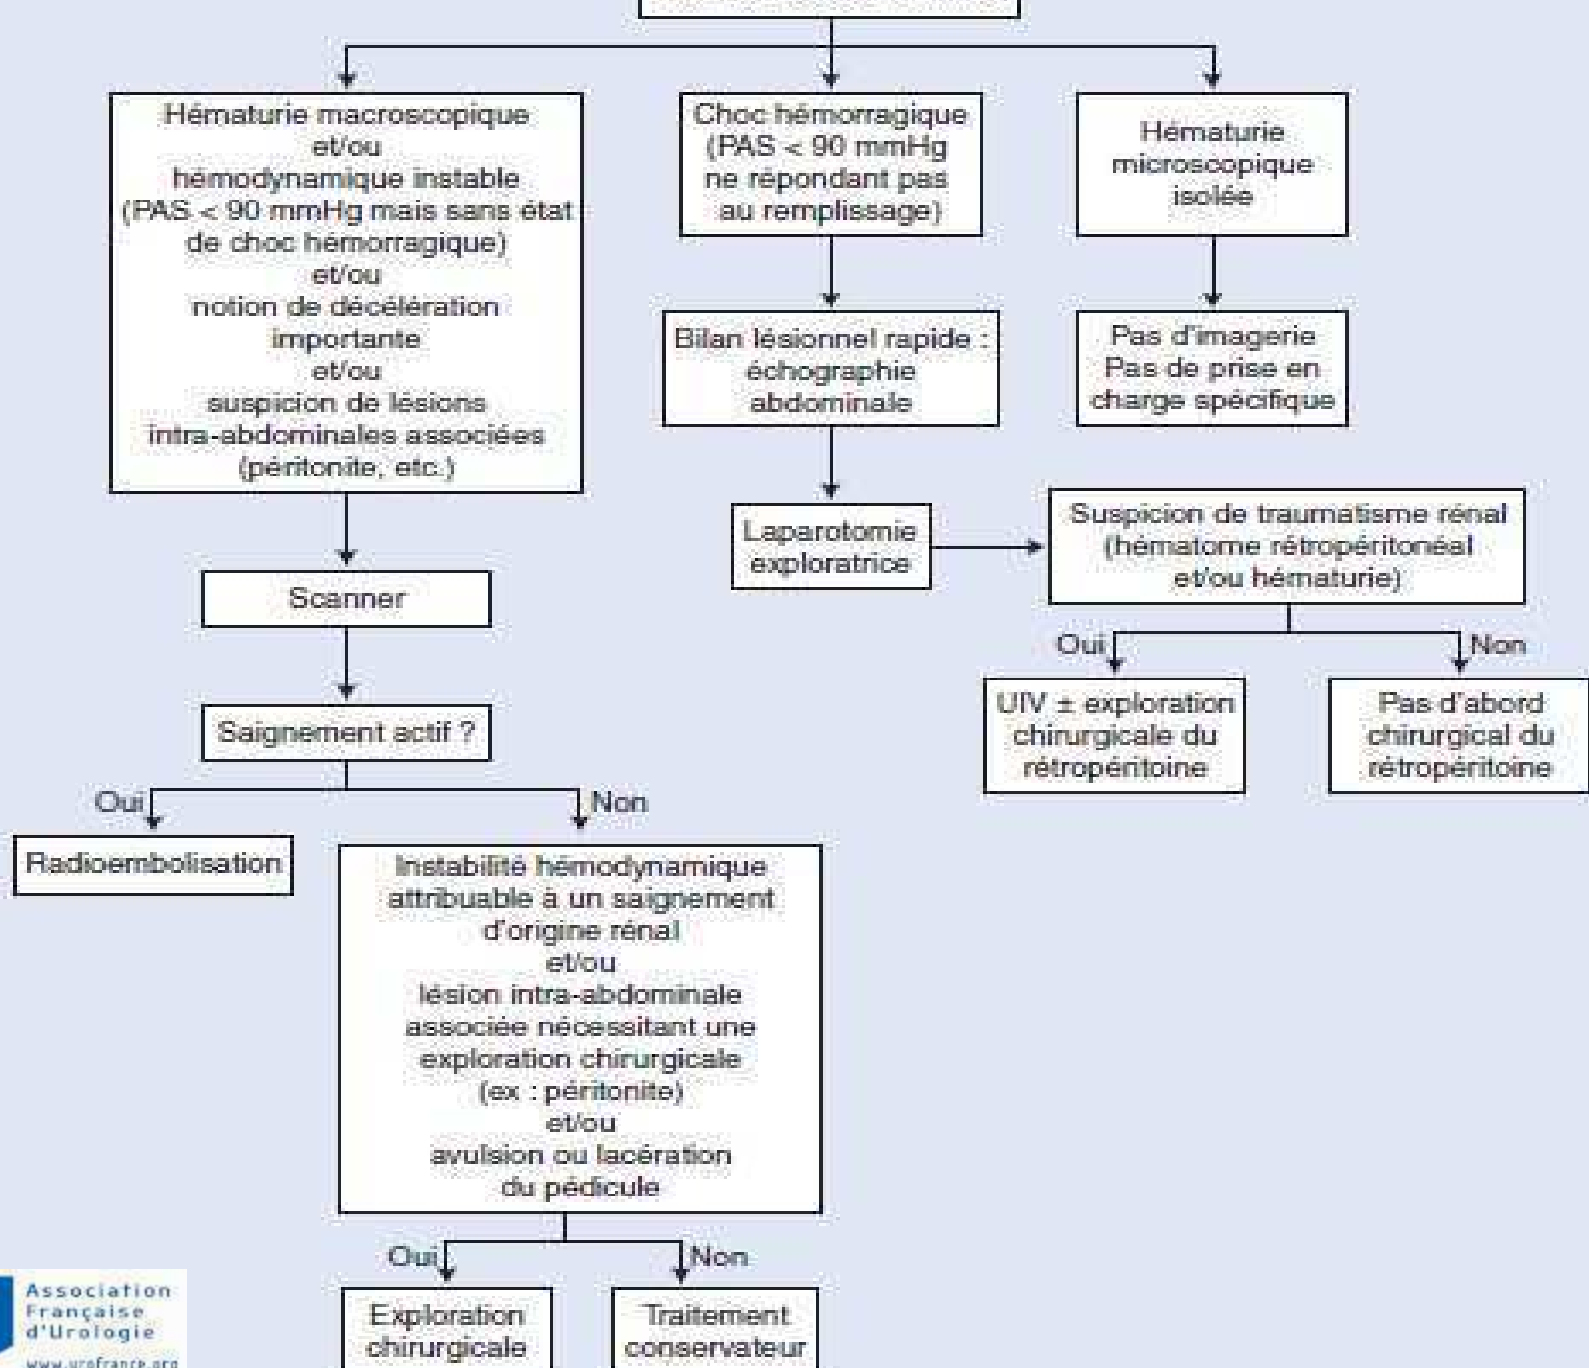 Hématurie macroscopique
et/ou
hémodynamique instable
(PAS < 90 mmHg mais sans état
de choc hémorragique)
et/ou
notion de décélération
importante
et/ou
suspicion de lésions
intra-abdominales associées
(péritonite, etc.)
Choc hémorragique
(PAS < 90 mmHg
ne répondant pas
au remplissage)
Hématurie
microscopique
isolée
Bilan lésionnel rapide :
échographie
abdominale
Pas d'imagerie
Pas de prise en
charge spécifique
Laparotomie
exploratrice
Suspicion de traumatisme rénal
(hématome rétropéritonéal
et/ou hématurie)
Oui
Non
UIV ± exploration
chirurgicale du
rétropéritoine
Pas d'abord
chirurgical du
rétropéritoine
Scanner
Saignement actif ?
Oui
Non
Radioembolisation
Instabilité hémodynamique
attribuable à un saignement
d'origine rénal
et/ou
lésion intra-abdominale
associée nécessitant une
exploration chirurgicale
(ex : péritonite)
et/ou
avulsion ou lacération
du pédicule
Oui
Non
Exploration
chirurgicale
Traitement
conservateur
Association
Française
d'Urologie
www.urofrance.org